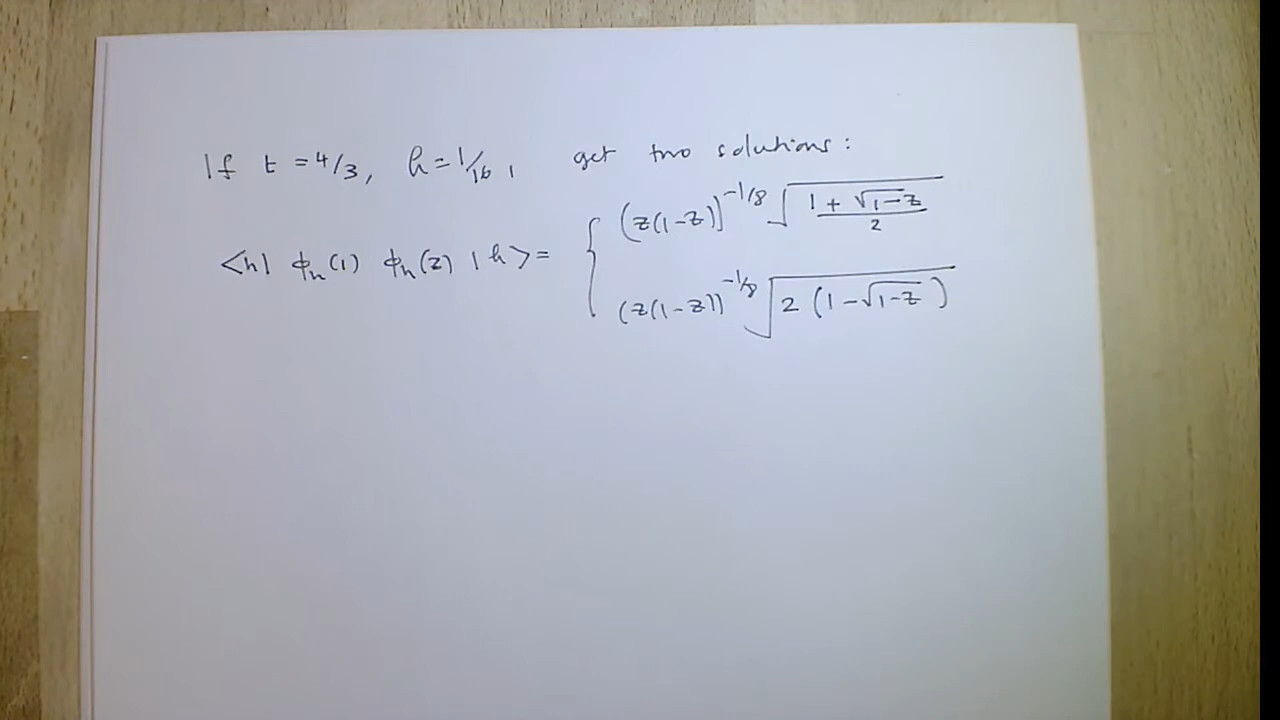 If t = 4/3, h = 1/16, get two solutions:
(z(1-z))^{-1/8} √((1 + √(1-z))/2)
<h| ϕₕ(1) ϕₕ(z) |h> = {
(z(1-z))^{-1/8} √(2 (1 - √(1-z)))